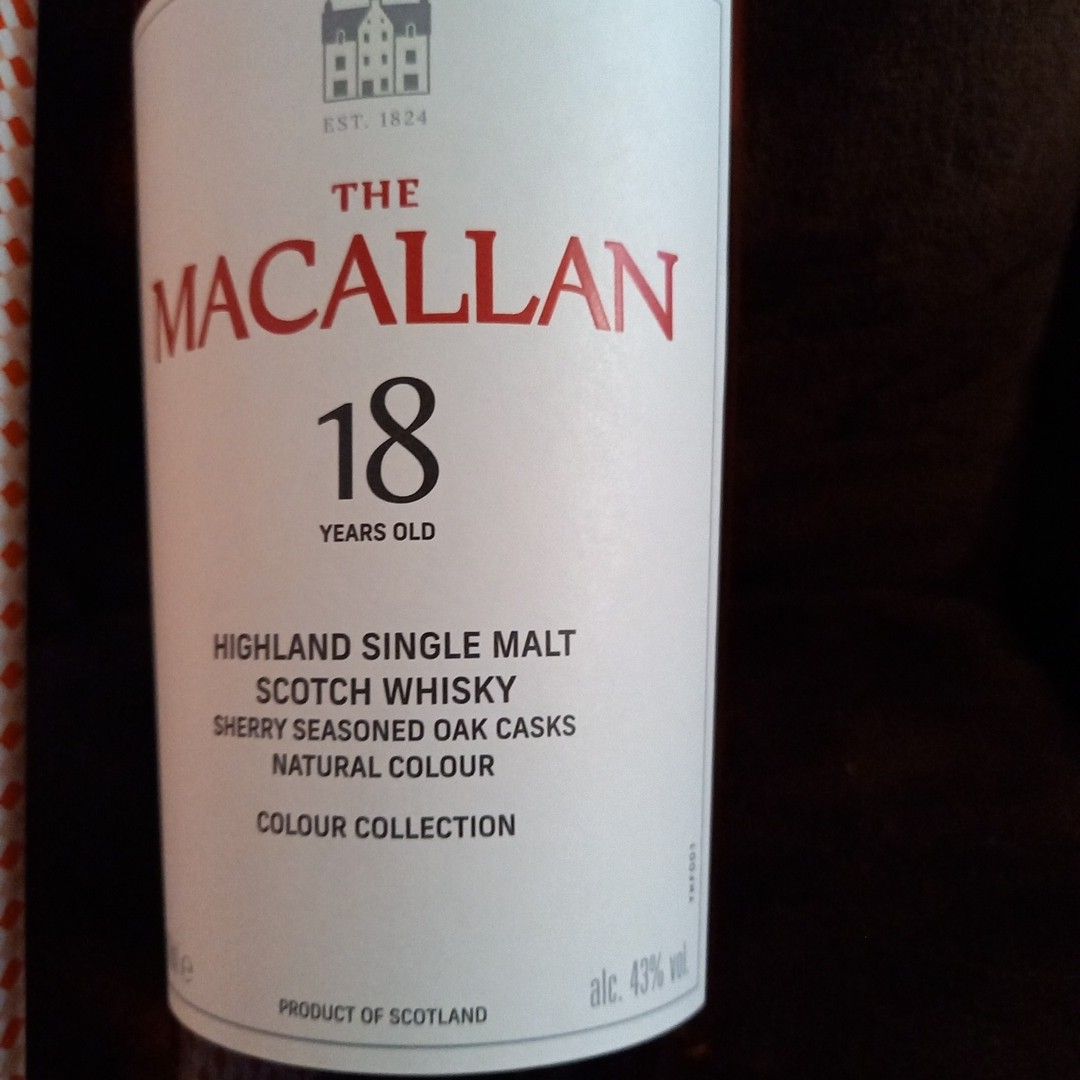 EST. 1824
THE
MACALLAN
18
YEARS OLD
HIGHLAND SINGLE MALT
SCOTCH WHISKY
SHERRY SEASONED OAK CASKS
NATURAL COLOUR
COLOUR COLLECTION
alc. 43% vol.
PRODUCT OF SCOTLAND